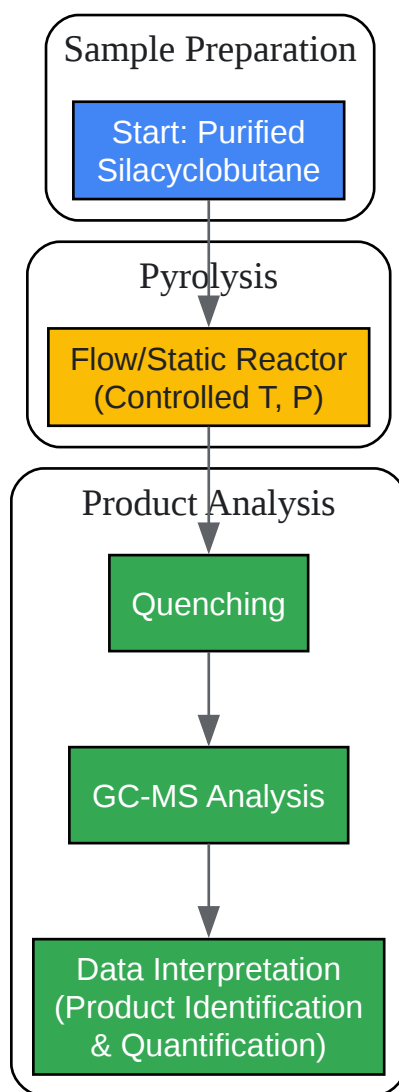 Sample Preparation
Start: Purified
Silacyclobutane
Pyrolysis
Flow/Static Reactor
(Controlled T, P)
Product Analysis
Quenching
GC-MS Analysis
Data Interpretation
(Product Identification
& Quantification)